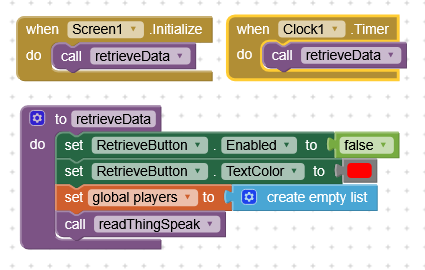 when Screen1 .Initialize
do call retrieveData
when Clock1 .Timer
do call retrieveData
to retrieveData
do set RetrieveButton . Enabled to false
set RetrieveButton . TextColor to
set global players to create empty list
call readThingSpeak